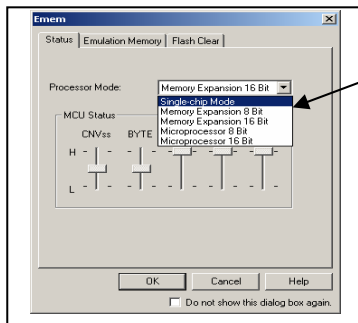 Emem
Status Emulation Memory Flash Clear
Processor Mode: Memory Expansion 16 Bit
Single-chip Mode
Memory Expansion 8 Bit
Memory Expansion 16 Bit
Microprocessor 8 Bit
Microprocessor 16 Bit
MCU Status
CNVss BYTE
H
L
OK Cancel Help
Do not show this dialog box again.